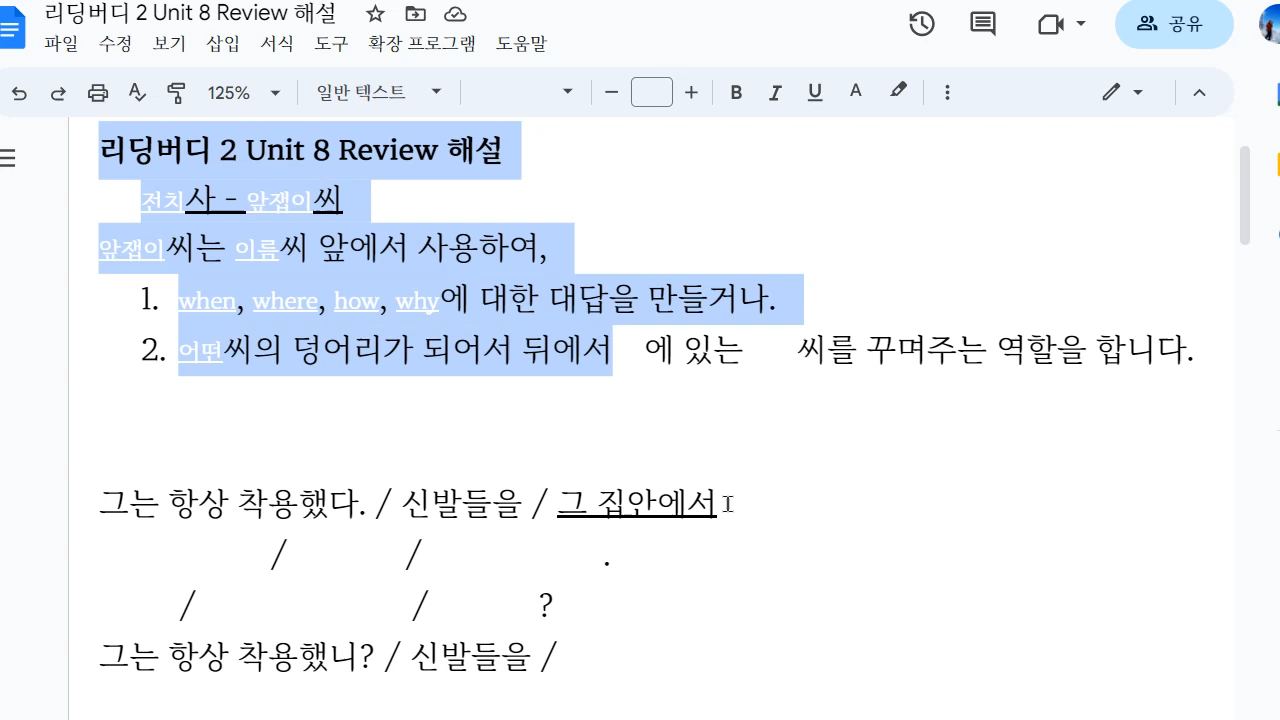 리딩버디 2 Unit 8 Review 해설
파일 수정 보기 삽입 서식 도구 확장 프로그램 도움말
공유
125% 일반 텍스트 B I U A
리딩버디 2 Unit 8 Review 해설
전치사 - 앞잽이씨
앞잽이씨는 이름씨 앞에서 사용하여,
1. when, where, how, why에 대한 대답을 만들거나.
2. 어떤씨의 덩어리가 되어서 뒤에서 에 있는 씨를 꾸며주는 역할을 합니다.
그는 항상 착용했다. / 신발들을 / 그 집안에서
/ / .
/ / ?
그는 항상 착용했니? / 신발들을 /